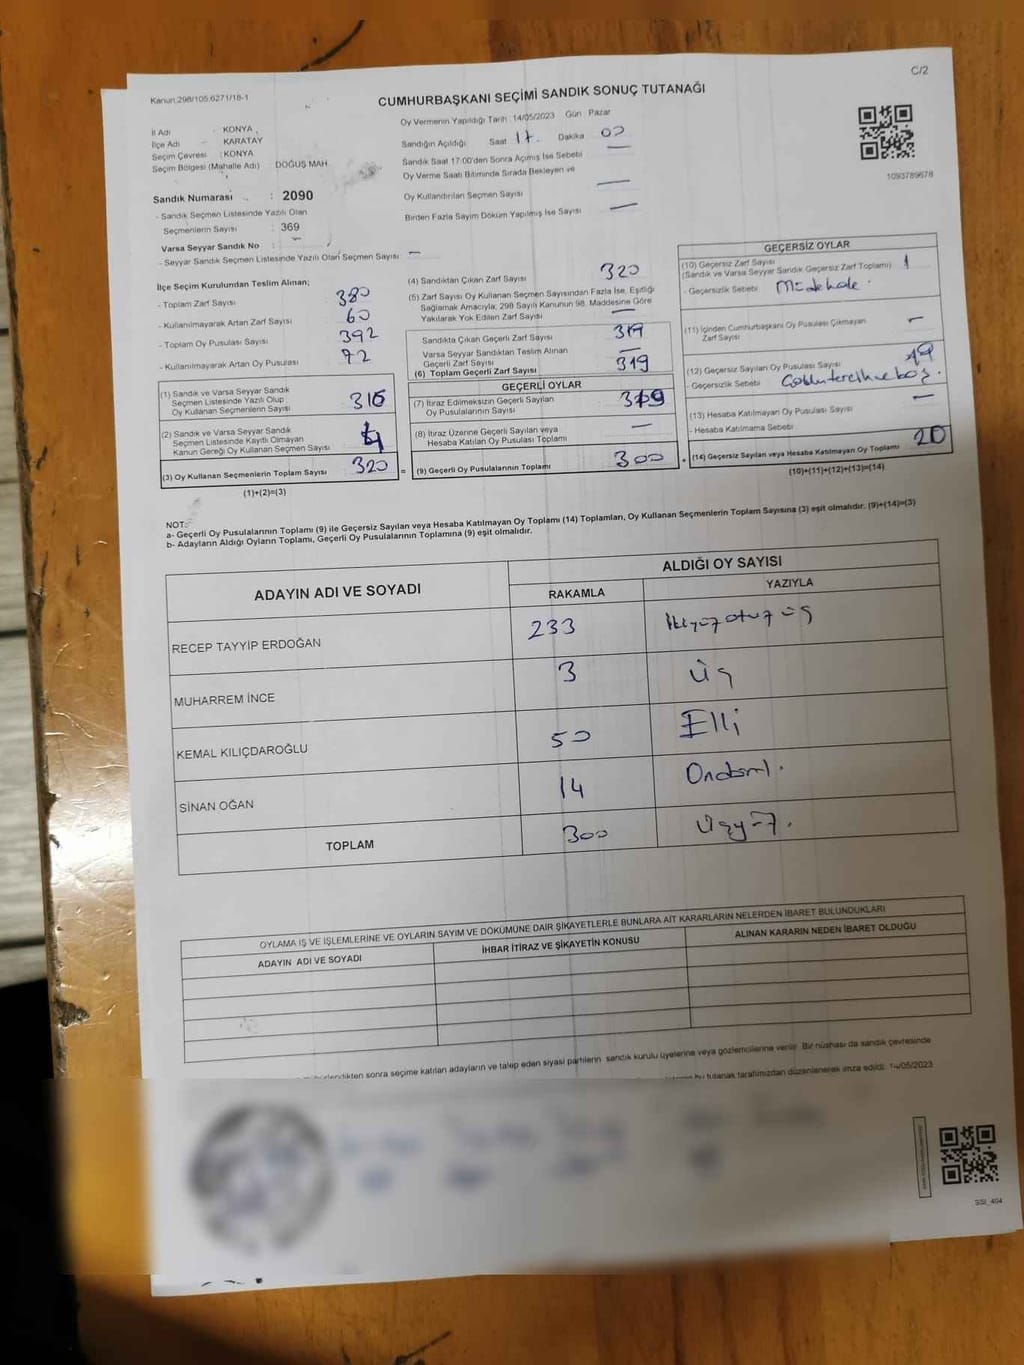 C/2
Kanun:298/105.6271/18-1
CUMHURBAŞKANI SEÇİMİ SANDIK SONUÇ TUTANAĞI
Oy Vermenin Yapıldığı Tarih :14/05/2023 Gün : Pazar
İl Adı : KONYA
İlçe Adı : KARATAY
Seçim Çevresi : KONYA
Seçim Bölgesi (Mahalle Adı) DOĞUŞ MAH.
Sandığın Açıldığı Saat 17. Dakika 00
Sandık Saat 17:00'den Sonra Açımış İse Sebebi —
Oy Verme Saati Bitiminde Sırada Bekleyen ve
Oy Kullandırılan Seçmen Sayısı —
Birden Fazla Sayım Döküm Yapılmış İse Sayısı —
1093789678
Sandık Numarası : 2090
- Sandık Seçmen Listesinde Yazılı Olan
Seçmenlerin Sayısı : 369
Varsa Seyyar Sandık No : —
- Seyyar Sandık Seçmen Listesinde Yazılı Olan Seçmen Sayısı: —
İlçe Seçim Kurulundan Teslim Alınan;
- Toplam Zarf Sayısı 380
- Kullanılmayarak Artan Zarf Sayısı 60
- Toplam Oy Pusulası Sayısı 392
- Kullanılmayarak Artan Oy Pusulası 72
(1) Sandık ve Varsa Seyyar Sandık
Seçmen Listesinde Yazılı Olup
Oy Kullanan Seçmenlerin Sayısı 316
(2) Sandık ve Varsa Seyyar Sandık
Seçmen Listesinde Kayıtlı Olmayan
Kanun Gereği Oy Kullanan Seçmen Sayısı 4
(3) Oy Kullanan Seçmenlerin Toplam Sayısı 320 =
(1)+(2)=(3)
(4) Sandıktan Çıkan Zarf Sayısı 320
(5) Zarf Sayısı Oy Kullanan Seçmen Sayısından Fazla İse, Eşitliği
Sağlamak Amacıyla; 298 Sayılı Kanunun 98. Maddesine Göre
Yakılarak Yok Edilen Zarf Sayısı —
Sandıkta Çıkan Geçerli Zarf Sayısı 319
Varsa Seyyar Sandıktan Teslim Alınan
Geçerli Zarf Sayısı —
(6) Toplam Geçerli Zarf Sayısı 319
GEÇERLİ OYLAR
(7) İtiraz Edilmeksizin Geçerli Sayılan
Oy Pusulalarının Sayısı
(8) İtiraz Üzerine Geçerli Sayılan veya
Hesaba Katılan Oy Pusulası Toplamı —
(9) Geçerli Oy Pusulalarının Toplamı 300
GEÇERSİZ OYLAR
(10) Geçersiz Zarf Sayısı 1
(Sandık ve Varsa Seyyar Sandık Geçersiz Zarf Toplamı)
- Geçersizlik Sebebi Müdehale.
(11) İçinden Cumhurbaşkanı Oy Pusulası Çıkmayan
Zarf Sayısı —
(12) Geçersiz Sayılan Oy Pusulası Sayısı 19
- Geçersizlik Sebebi
(13) Hesaba Katılmayan Oy Pusulası Sayısı —
- Hesaba Katılmama Sebebi
(14) Geçersiz Sayılan veya Hesaba Katılmayan Oy Toplamı 20
(10)+(11)+(12)+(13)=(14)
NOT:
a- Geçerli Oy Pusulalarının Toplamı (9) ile Geçersiz Sayılan veya Hesaba Katılmayan Oy Toplamı (14) Toplamları, Oy Kullanan Seçmenlerin Toplam Sayısına (3) eşit olmalıdır. (9)+(14)=(3)
b- Adayların Aldığı Oyların Toplamı, Geçerli Oy Pusulalarının Toplamına (9) eşit olmalıdır.
ADAYIN ADI VE SOYADI
ALDIĞI OY SAYISI
RAKAMLA YAZIYLA
RECEP TAYYİP ERDOĞAN 233 İkiyüzotuzüç
MUHARREM İNCE 3 Üç
KEMAL KILIÇDAROĞLU 50 Elli
SİNAN OĞAN 14 Ondört.
TOPLAM 300 Üçyüz.
OYLAMA İŞ VE İŞLEMLERİNE VE OYLARIN SAYIM VE DÖKÜMÜNE DAİR ŞİKAYETLERLE BUNLARA AİT KARARLARIN NELERDEN İBARET BULUNDUKLARI
ADAYIN ADI VE SOYADI İHBAR İTİRAZ VE ŞİKAYETİN KONUSU ALINAN KARARIN NEDEN İBARET OLDUĞU
sonra seçime katılan adayların ve talep eden siyasi partilerin sandık kurulu üyelerine veya gözlemcilerine verilir. Bir nüshası da sandık çevresinde
bu tutanak tarafımızdan düzenlenerek imza edildi. 14/05/2023
SSI_404